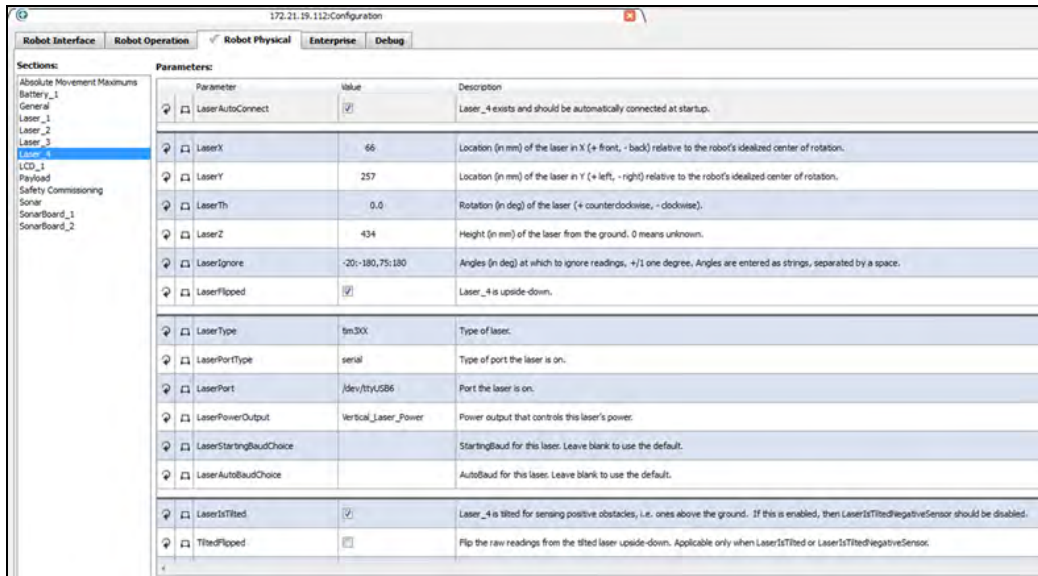 172.21.19.112:Configuration
Robot Interface Robot Operation Robot Physical Enterprise Debug
Sections:
Absolute Movement Maximums
Battery_1
General
Laser_1
Laser_2
Laser_3
Laser_4
LCD_1
Payload
Safety Commissioning
Sonar
SonarBoard_1
SonarBoard_2
Parameters:
Parameter Value Description
LaserAutoConnect Laser_4 exists and should be automatically connected at startup.
LaserX 66 Location (in mm) of the laser in X (+ front, - back) relative to the robot's idealized center of rotation.
LaserY 257 Location (in mm) of the laser in Y (+ left, - right) relative to the robot's idealized center of rotation.
LaserTh 0.0 Rotation (in deg) of the laser (+ counterclockwise, - clockwise).
LaserZ 434 Height (in mm) of the laser from the ground. 0 means unknown.
LaserIgnore -20:-180,75:180 Angles (in deg) at which to ignore readings, +/1 one degree. Angles are entered as strings, separated by a space.
LaserFlipped Laser_4 is upside-down.
LaserType tim3XX Type of laser.
LaserPortType serial Type of port the laser is on.
LaserPort /dev/ttyUSB6 Port the laser is on.
LaserPowerOutput Vertical_Laser_Power Power output that controls this laser's power.
LaserStartingBaudChoice StartingBaud for this laser. Leave blank to use the default.
LaserAutoBaudChoice AutoBaud for this laser. Leave blank to use the default.
LaserIsTilted Laser_4 is tilted for sensing positive obstacles, i.e. ones above the ground. If this is enabled, then LaserIsTiltedNegativeSensor should be disabled.
TiltedFlipped Flip the raw readings from the tilted laser upside-down. Applicable only when LaserIsTilted or LaserIsTiltedNegativeSensor.